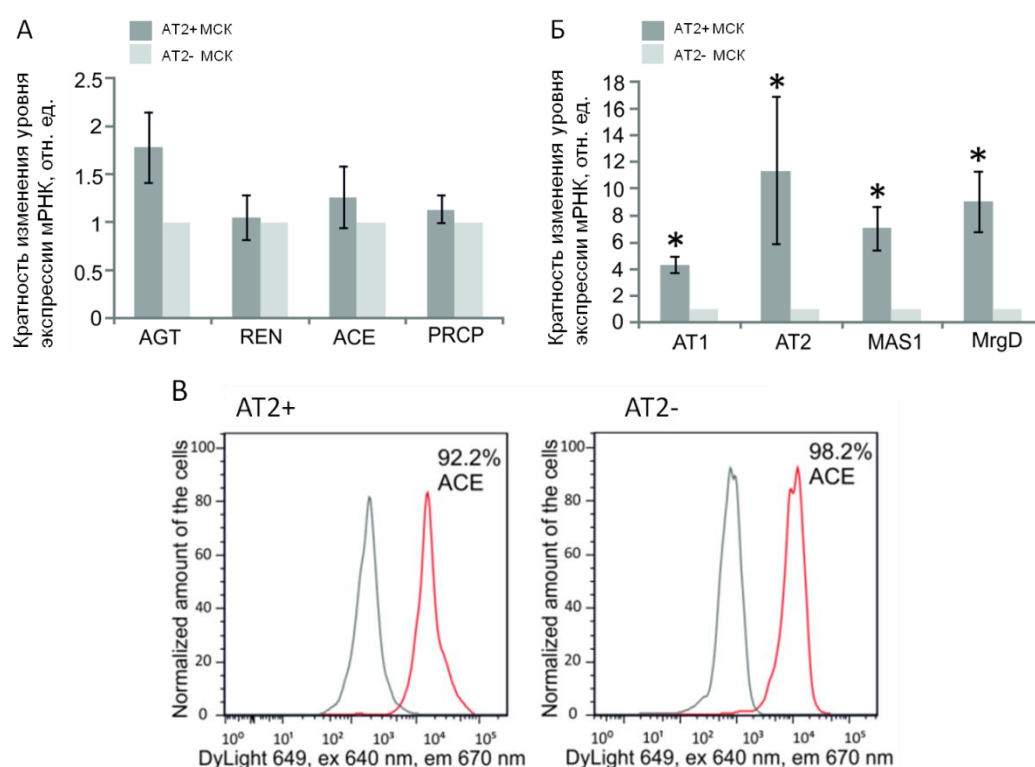 А
АТ2+ МСК
АТ2- МСК
Кратность изменения уровня
экспрессии мРНК, отн. ед.
2.5
2
1.5
1
0.5
0
AGT
REN
ACE
PRCP
Б
АТ2+ МСК
АТ2- МСК
Кратность изменения уровня
экспрессии мРНК, отн. ед.
18
16
14
12
10
8
6
4
2
0
*
*
*
*
AT1
AT2
MAS1
MrgD
В
AT2+
Normalized amount of the cells
100
80
60
40
20
0
92.2%
ACE
10⁰
10¹
10²
10³
10⁴
10⁵
DyLight 649, ex 640 nm, em 670 nm
AT2-
Normalized amount of the cells
100
80
60
40
20
0
98.2%
ACE
10⁰
10¹
10²
10³
10⁴
10⁵
DyLight 649, ex 640 nm, em 670 nm